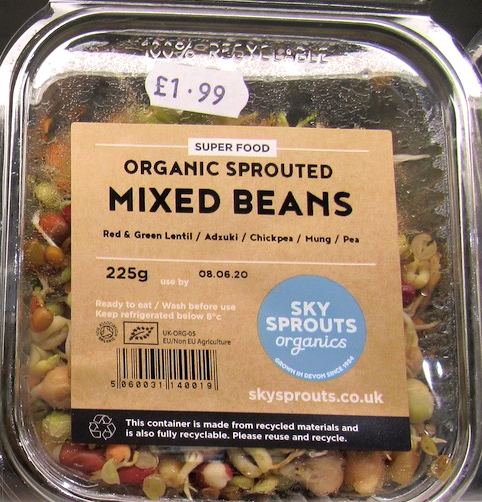 100% RECYCLABLE
£1.99
SUPER FOOD
ORGANIC SPROUTED
MIXED BEANS
Red & Green Lentil / Adzuki / Chickpea / Mung / Pea
225g use by 08.06.20
Ready to eat / Wash before use
Keep refrigerated below 8°c
UK-ORG-05
EU/Non EU Agriculture
5 060031 140019
SKY
SPROUTS
organics
GROWN IN DEVON SINCE 1984
skysprouts.co.uk
This container is made from recycled materials and
is also fully recyclable. Please reuse and recycle.